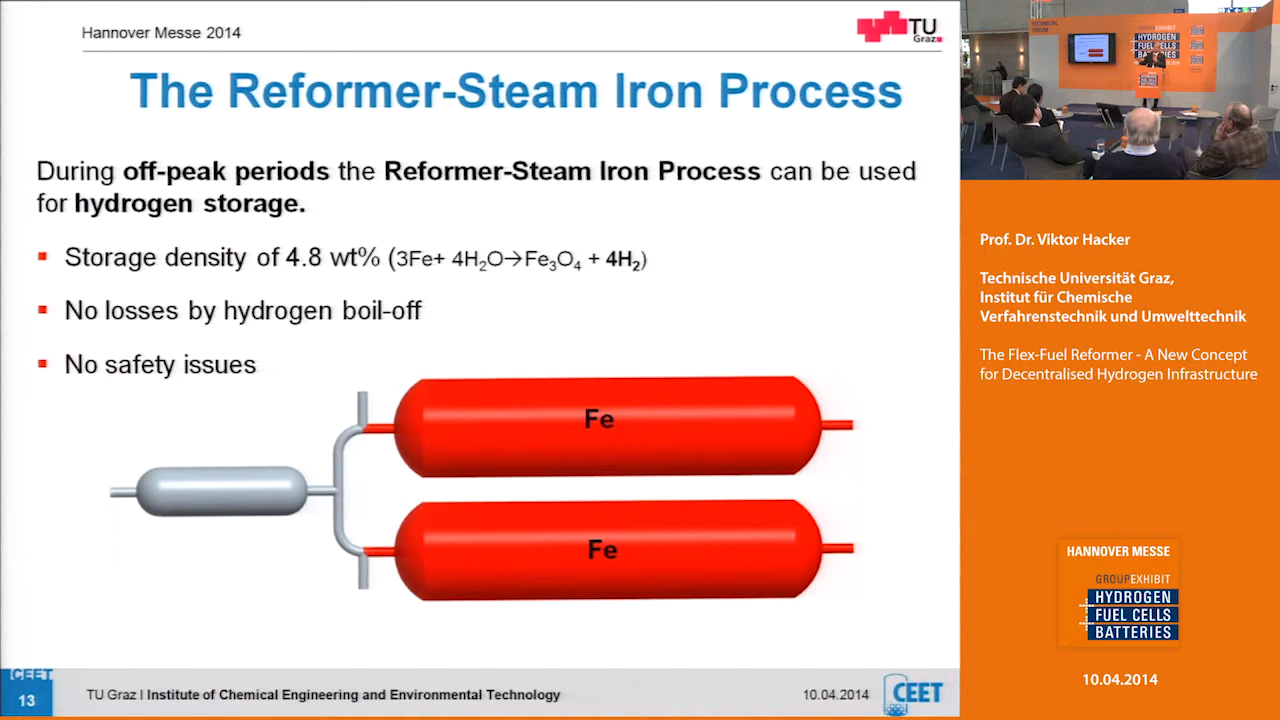 Hannover Messe 2014
TU
Graz
The Reformer-Steam Iron Process
During off-peak periods the Reformer-Steam Iron Process can be used
for hydrogen storage.
Storage density of 4.8 wt% (3Fe+ 4H₂O→Fe₃O₄ + 4H₂)
No losses by hydrogen boil-off
No safety issues
Fe
Fe
CEET
13
TU Graz I Institute of Chemical Engineering and Environmental Technology
10.04.2014
CEET
TECHNICAL
FORUM
GROUP EXHIBIT
HYDROGEN
FUEL CELLS
BATTERIES
Prof. Dr. Viktor Hacker
Technische Universität Graz,
Institut für Chemische
Verfahrenstechnik und Umwelttechnik
The Flex-Fuel Reformer - A New Concept
for Decentralised Hydrogen Infrastructure
HANNOVER MESSE
GROUPEXHIBIT
HYDROGEN
FUEL CELLS
BATTERIES
10.04.2014